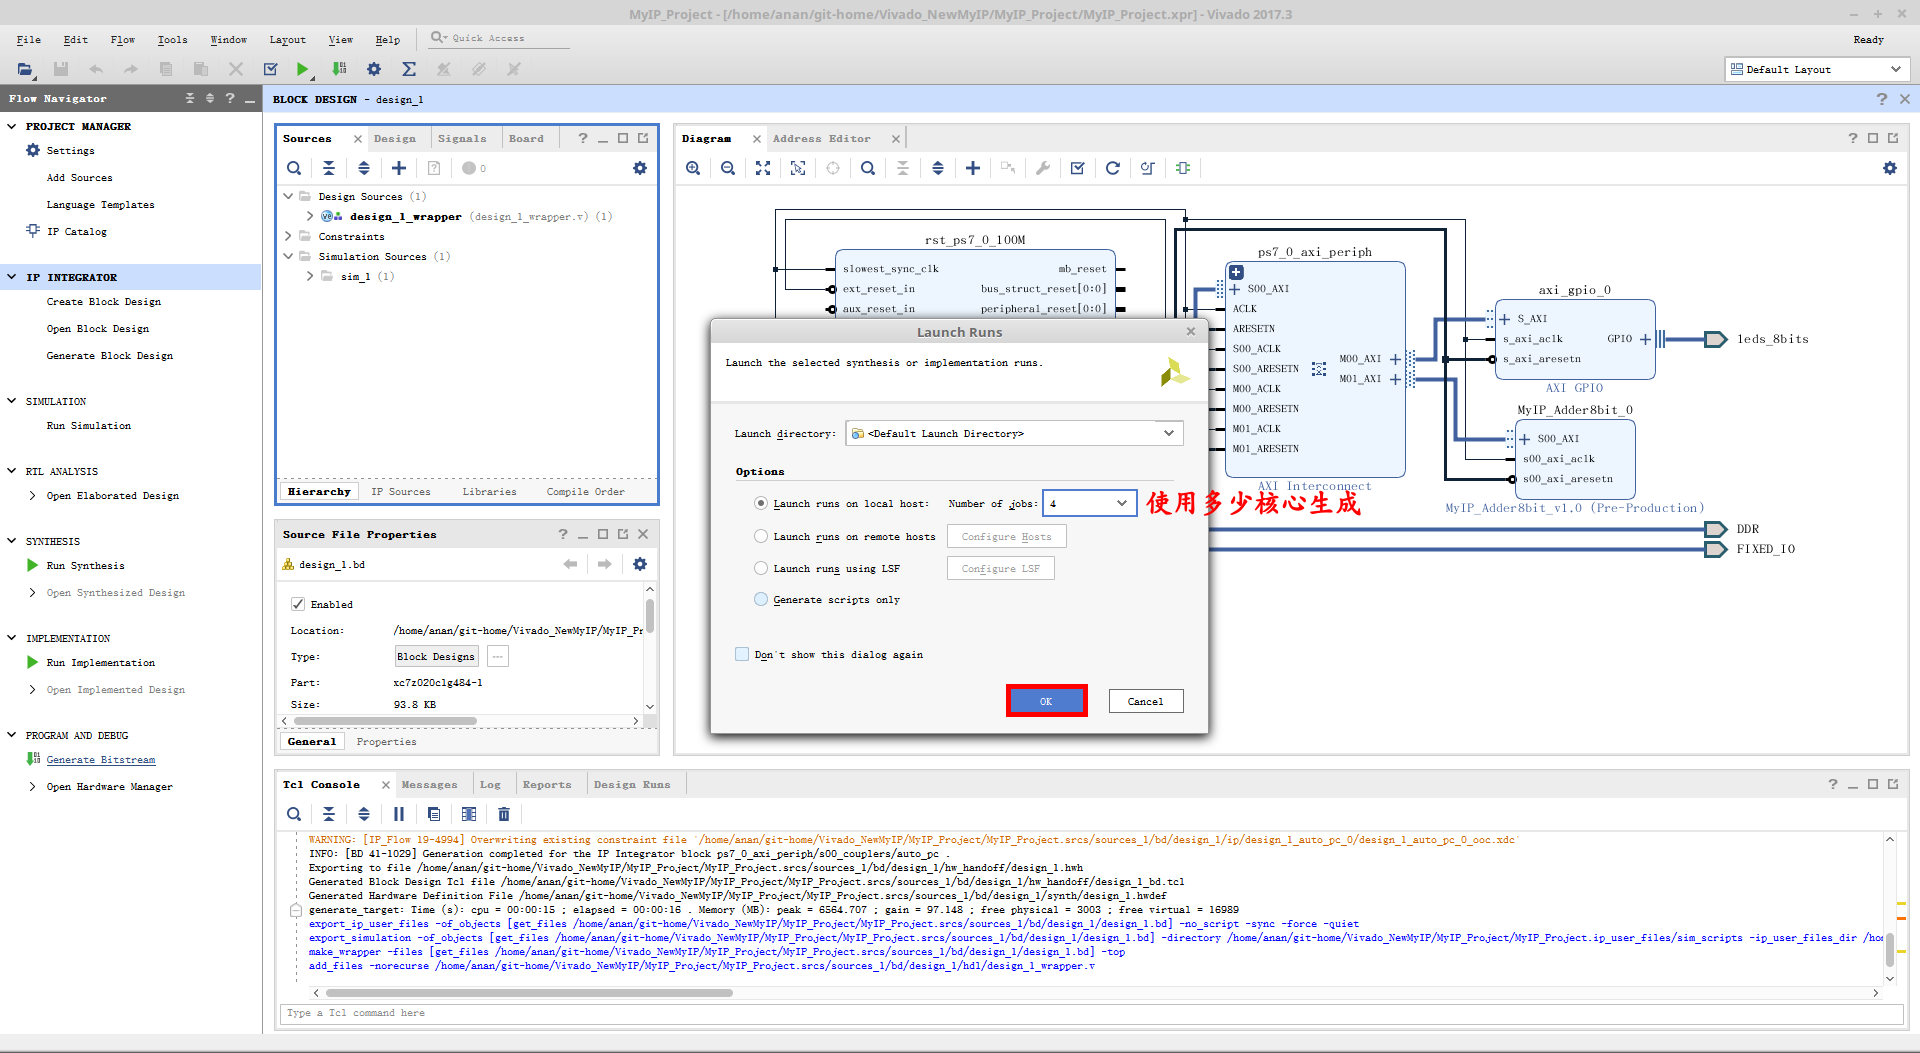 MyIP_Project - [/home/anan/git-home/Vivado_NewMyIP/MyIP_Project/MyIP_Project.xpr] - Vivado 2017.3
File Edit Flow Tools Window Layout View Help Quick Access
Ready
Default Layout
Flow Navigator
BLOCK DESIGN - design_1
PROJECT MANAGER
Settings
Add Sources
Language Templates
IP Catalog
IP INTEGRATOR
Create Block Design
Open Block Design
Generate Block Design
SIMULATION
Run Simulation
RTL ANALYSIS
Open Elaborated Design
SYNTHESIS
Run Synthesis
Open Synthesized Design
IMPLEMENTATION
Run Implementation
Open Implemented Design
PROGRAM AND DEBUG
Generate Bitstream
Open Hardware Manager
Sources Design Signals Board
0
Design Sources (1)
design_1_wrapper (design_1_wrapper.v) (1)
Constraints
Simulation Sources (1)
sim_1 (1)
Hierarchy IP Sources Libraries Compile Order
Source File Properties
design_1.bd
Enabled
Location: /home/anan/git-home/Vivado_NewMyIP/MyIP_Pr
Type: Block Designs
Part: xc7z020clg484-1
Size: 93.8 KB
General Properties
Diagram Address Editor
rst_ps7_0_100M
slowest_sync_clk mb_reset
ext_reset_in bus_struct_reset[0:0]
aux_reset_in peripheral_reset[0:0]
ps7_0_axi_periph
S00_AXI
ACLK
ARESETN
S00_ACLK
S00_ARESETN
M00_ACLK
M00_ARESETN
M01_ACLK
M01_ARESETN
M00_AXI
M01_AXI
AXI Interconnect
axi_gpio_0
S_AXI
s_axi_aclk GPIO
s_axi_aresetn
AXI GPIO
leds_8bits
MyIP_Adder8bit_0
S00_AXI
s00_axi_aclk
s00_axi_aresetn
MyIP_Adder8bit_v1.0 (Pre-Production)
DDR
FIXED_IO
Launch Runs
Launch the selected synthesis or implementation runs.
Launch directory: <Default Launch Directory>
Options
Launch runs on local host: Number of jobs: 4
使用多少核心生成
Launch runs on remote hosts Configure Hosts
Launch runs using LSF Configure LSF
Generate scripts only
Don't show this dialog again
OK Cancel
Tcl Console Messages Log Reports Design Runs
WARNING: [IP_Flow 19-4994] Overwriting existing constraint file '/home/anan/git-home/Vivado_NewMyIP/MyIP_Project/MyIP_Project.srcs/sources_1/bd/design_1/ip/design_1_auto_pc_0/design_1_auto_pc_0_ooc.xdc'
INFO: [BD 41-1029] Generation completed for the IP Integrator block ps7_0_axi_periph/s00_couplers/auto_pc .
Exporting to file /home/anan/git-home/Vivado_NewMyIP/MyIP_Project/MyIP_Project.srcs/sources_1/bd/design_1/hw_handoff/design_1.hwh
Generated Block Design Tcl file /home/anan/git-home/Vivado_NewMyIP/MyIP_Project/MyIP_Project.srcs/sources_1/bd/design_1/hw_handoff/design_1_bd.tcl
Generated Hardware Definition File /home/anan/git-home/Vivado_NewMyIP/MyIP_Project/MyIP_Project.srcs/sources_1/bd/design_1/synth/design_1.hwdef
generate_target: Time (s): cpu = 00:00:15 ; elapsed = 00:00:16 . Memory (MB): peak = 6564.707 ; gain = 97.148 ; free physical = 3003 ; free virtual = 16989
export_ip_user_files -of_objects [get_files /home/anan/git-home/Vivado_NewMyIP/MyIP_Project/MyIP_Project.srcs/sources_1/bd/design_1/design_1.bd] -no_script -sync -force -quiet
export_simulation -of_objects [get_files /home/anan/git-home/Vivado_NewMyIP/MyIP_Project/MyIP_Project.srcs/sources_1/bd/design_1/design_1.bd] -directory /home/anan/git-home/Vivado_NewMyIP/MyIP_Project/MyIP_Project.ip_user_files/sim_scripts -ip_user_files_dir /hom
make_wrapper -files [get_files /home/anan/git-home/Vivado_NewMyIP/MyIP_Project/MyIP_Project.srcs/sources_1/bd/design_1/design_1.bd] -top
add_files -norecurse /home/anan/git-home/Vivado_NewMyIP/MyIP_Project/MyIP_Project.srcs/sources_1/bd/design_1/hdl/design_1_wrapper.v
Type a Tcl command here